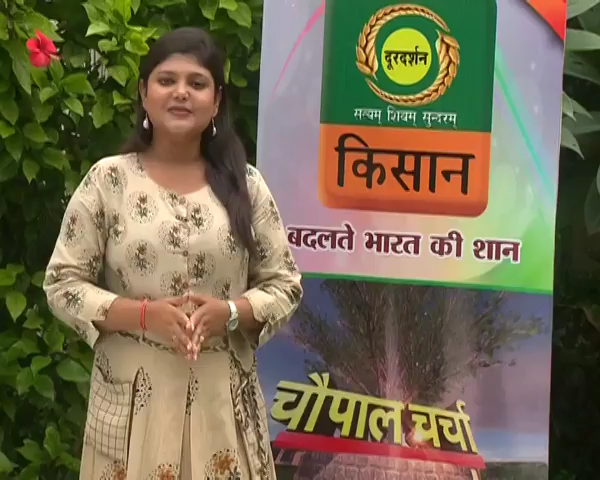 दूरदर्शन
सत्यम् शिवम् सुन्दरम्
किसान
बदलते भारत की शान
चौपाल चर्चा